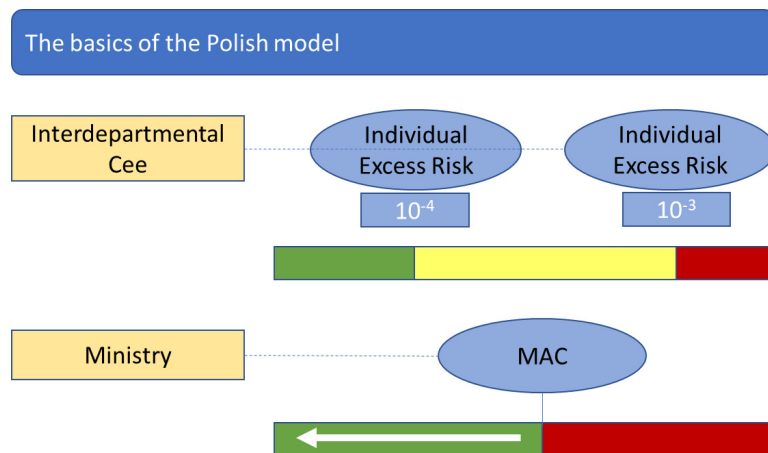 The basics of the Polish model
Interdepartmental
Cee
Individual
Excess Risk
Individual
Excess Risk
10⁻⁴
10⁻³
Ministry
MAC